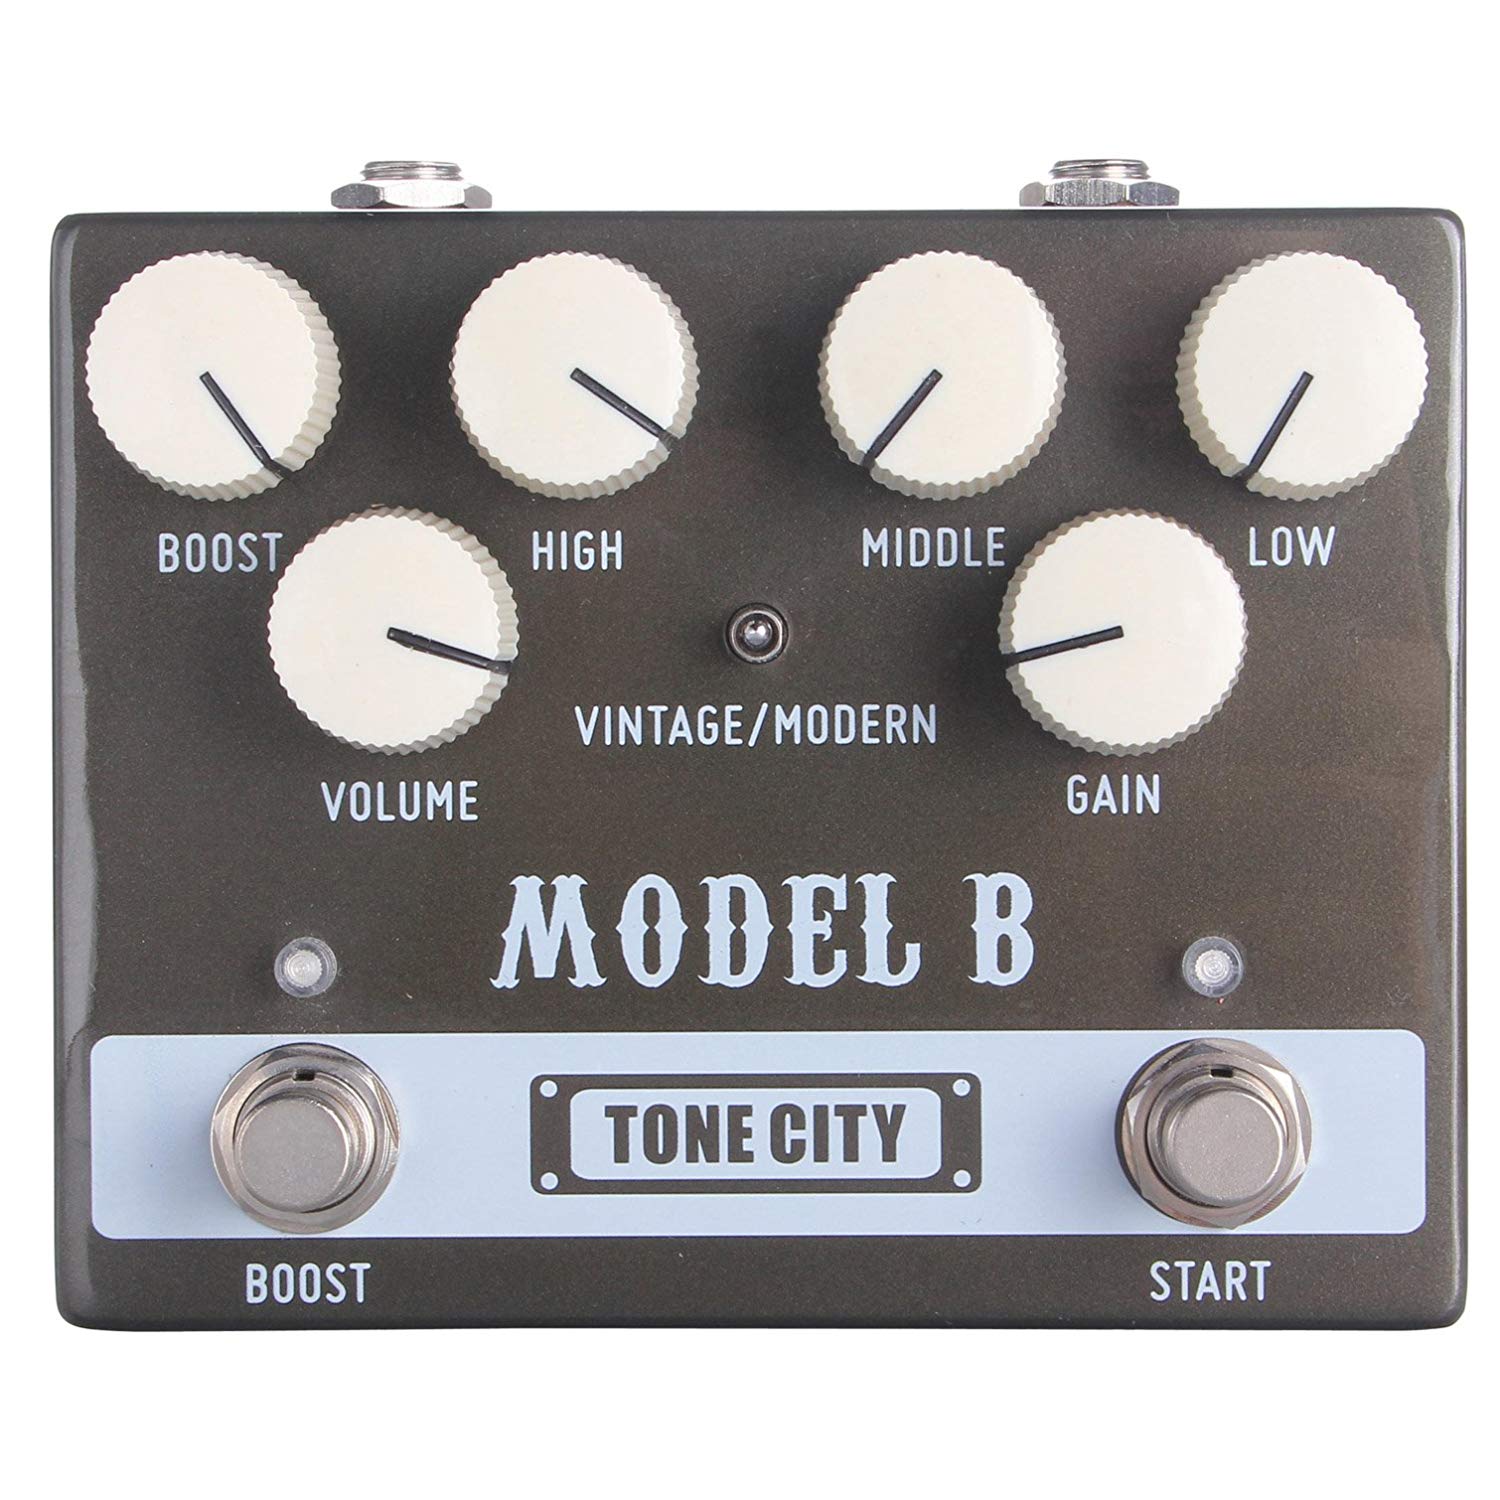 BOOST HIGH MIDDLE LOW
VINTAGE/MODERN
VOLUME GAIN
MODEL B
TONE CITY
BOOST START